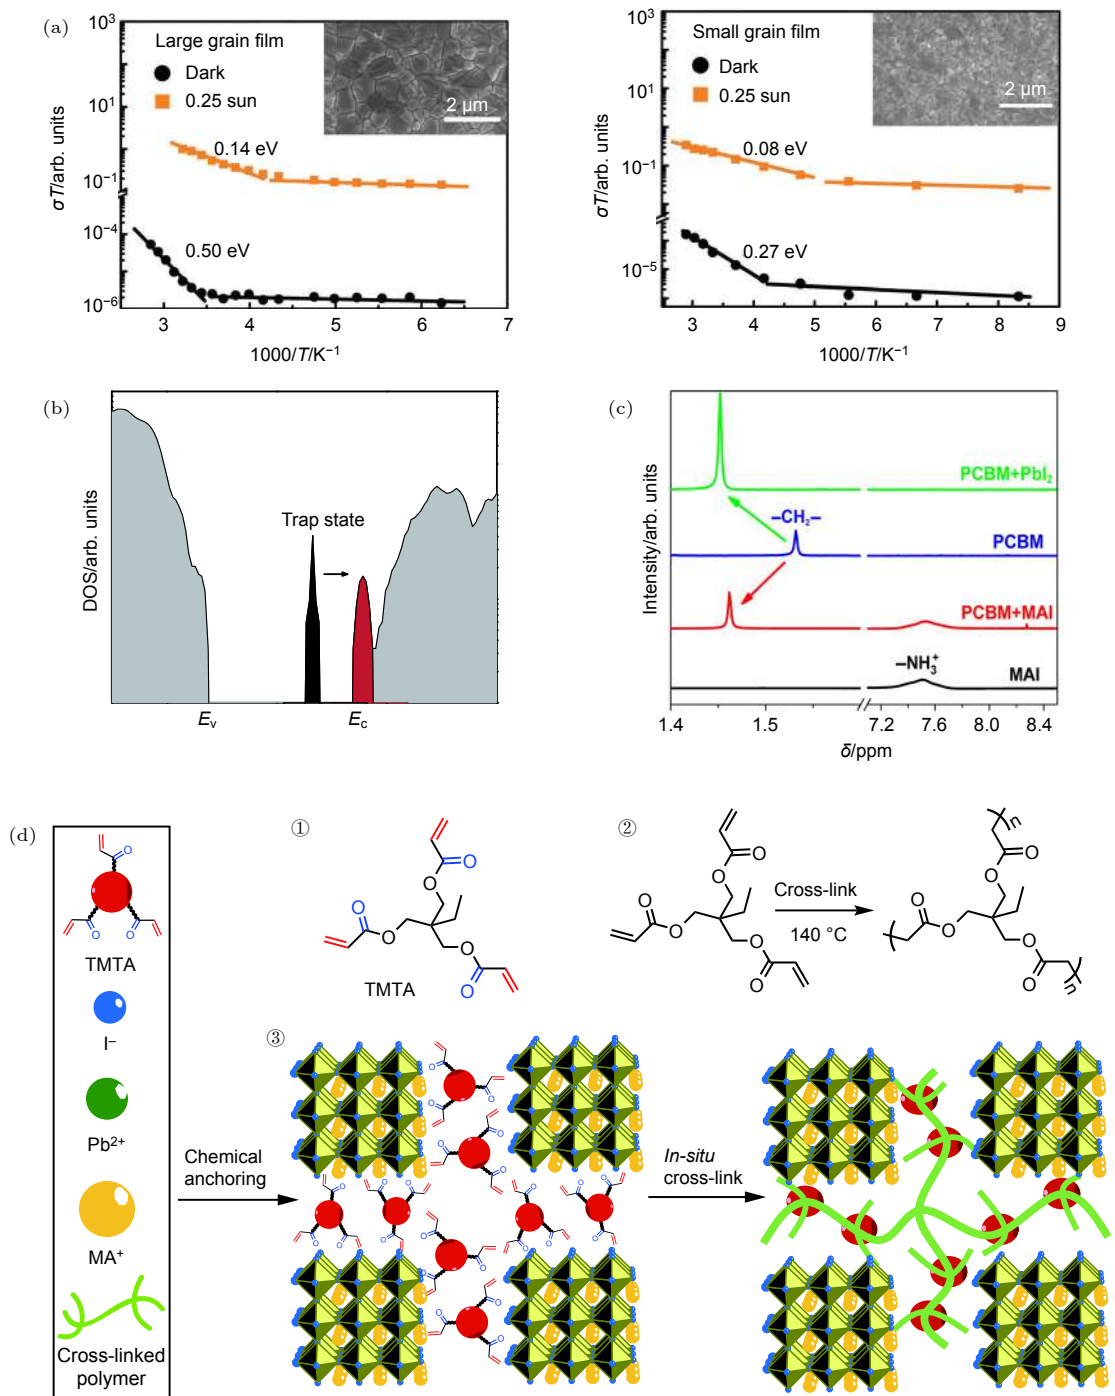 (a)
Large grain film
Dark
0.25 sun
2 μm
0.14 eV
0.50 eV
σT/arb. units
10³
10¹
10⁻¹
10⁻⁴
10⁻⁶
3 4 5 6 7
1000/T/K⁻¹
Small grain film
Dark
0.25 sun
2 μm
0.08 eV
0.27 eV
σT/arb. units
10³
10¹
10⁻¹
10⁻⁵
3 4 5 6 7 8 9
1000/T/K⁻¹
(b)
Trap state
DOS/arb. units
Eᵥ
E_c
(c)
PCBM+PbI₂
–CH₂–
PCBM
PCBM+MAI
–NH₃⁺
MAI
Intensity/arb. units
1.4 1.5 7.2 7.6 8.0 8.4
δ/ppm
(d)
TMTA
I⁻
Pb²⁺
MA⁺
Cross-linked
polymer
①
O
O
O
O
O
O
TMTA
②
O
O
O
O
O
O
Cross-link
140 °C
n
O
O
O
O
O
O
n
Chemical
anchoring
③
In-situ
cross-link